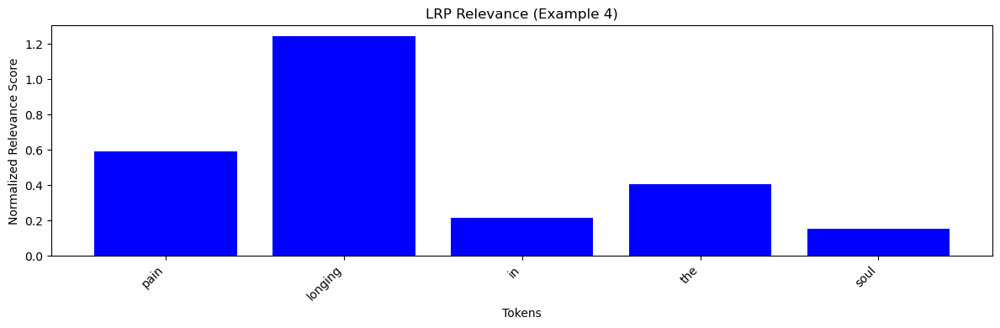 LRP Relevance (Example 4)
Normalized Relevance Score
1.2
1.0
0.8
0.6
0.4
0.2
0.0
pain
longing
in
the
soul
Tokens